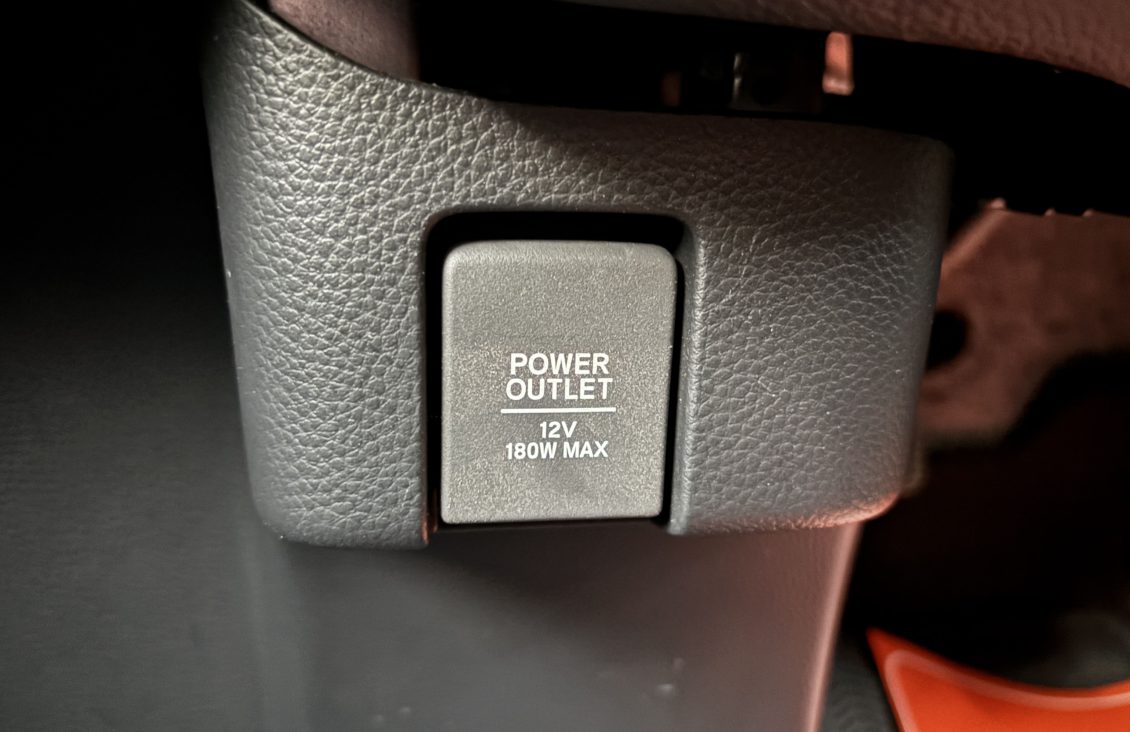 POWER
OUTLET
12V
180W MAX